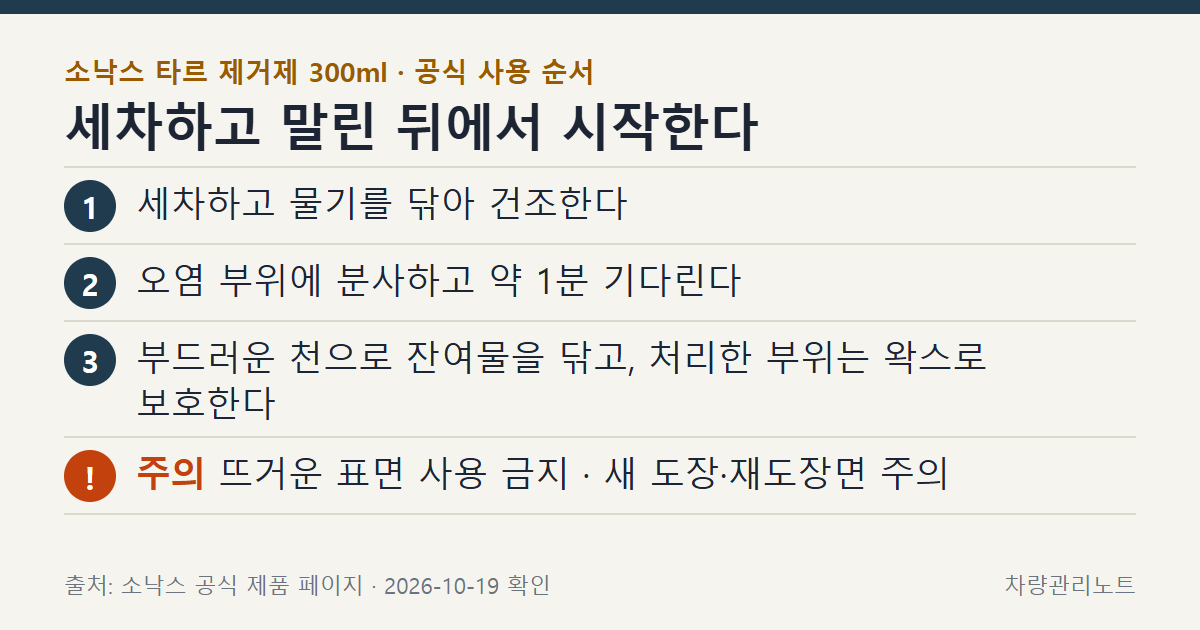 소낙스 타르 제거제 300ml · 공식 사용 순서
세차하고 말린 뒤에서 시작한다
1 세차하고 물기를 닦아 건조한다
2 오염 부위에 분사하고 약 1분 기다린다
3 부드러운 천으로 잔여물을 닦고, 처리한 부위는 왁스로
보호한다
! 주의 뜨거운 표면 사용 금지 · 새 도장·재도장면 주의
출처: 소낙스 공식 제품 페이지 · 2026-10-19 확인
차량관리노트